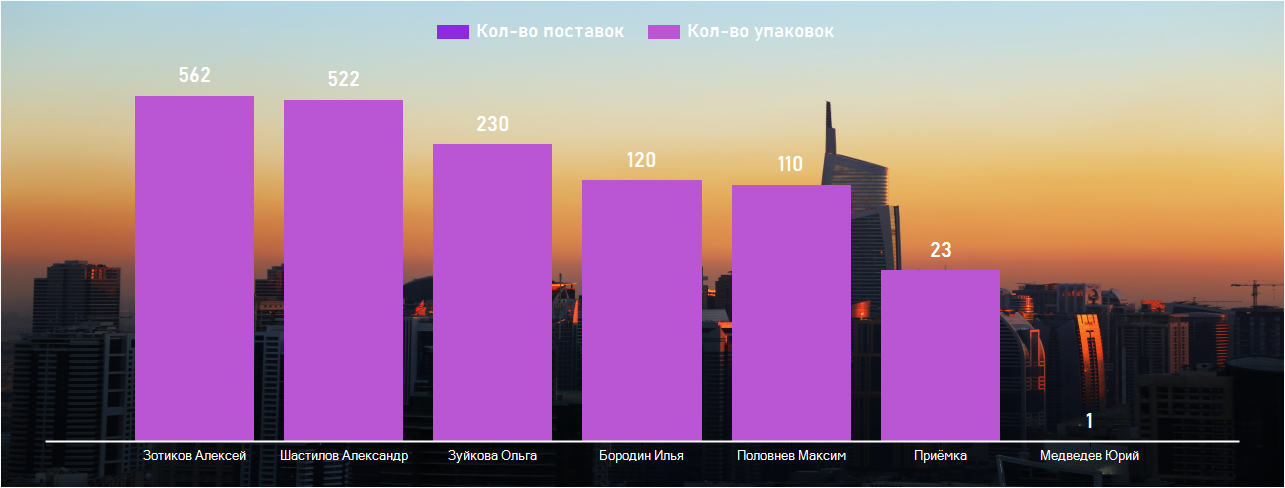 Кол-во поставок Кол-во упаковок
562
522
230
120
110
23
1
Зотиков Алексей
Шастилов Александр
Зуйкова Ольга
Бородин Илья
Половнев Максим
Приёмка
Медведев Юрий